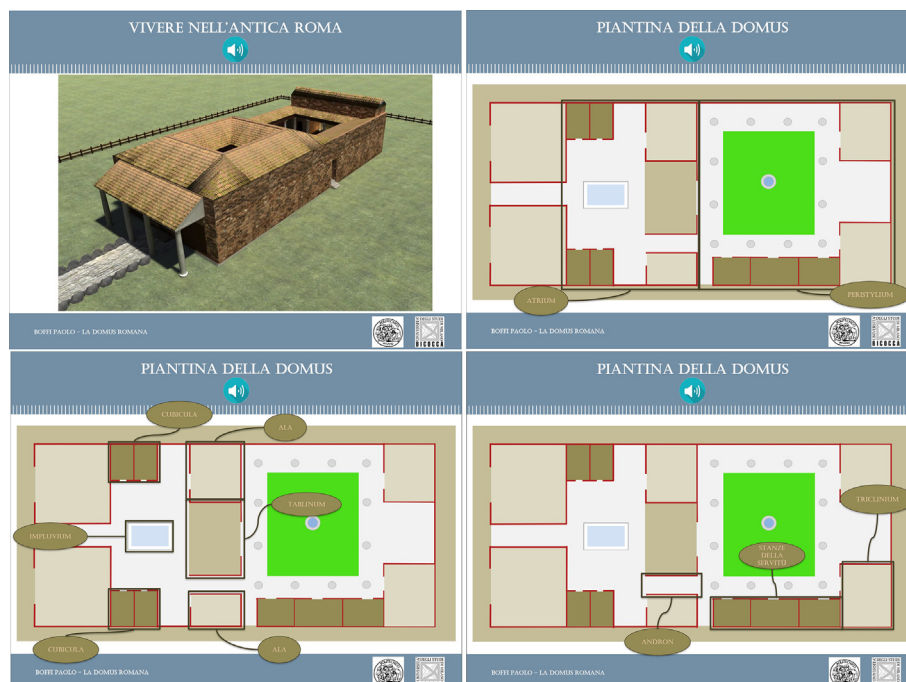 VIVERE NELL'ANTICA ROMA
BOFFI PAOLO – LA DOMUS ROMANA
BICOCCA
PIANTINA DELLA DOMUS
ATRIUM
PERISTYLIUM
BOFFI PAOLO – LA DOMUS ROMANA
BICOCCA
PIANTINA DELLA DOMUS
CUBICULA
ALA
TABLINUM
IMPLUVIUM
CUBICULA
ALA
BOFFI PAOLO – LA DOMUS ROMANA
PIANTINA DELLA DOMUS
TRICLINIUM
STANZE
DELLA
SERVITÙ
ANDRON
BOFFI PAOLO – LA DOMUS ROMANA